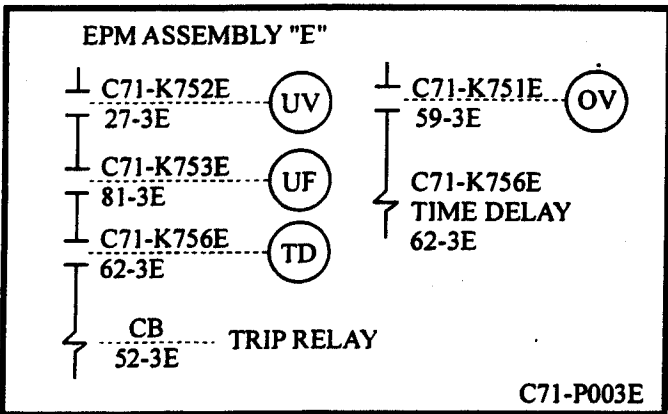 EPM ASSEMBLY "E"
C71-K752E
27-3E
UV
C71-K753E
81-3E
UF
C71-K756E
62-3E
TD
CB
52-3E
TRIP RELAY
C71-K751E
59-3E
OV
C71-K756E
TIME DELAY
62-3E
C71-P003E